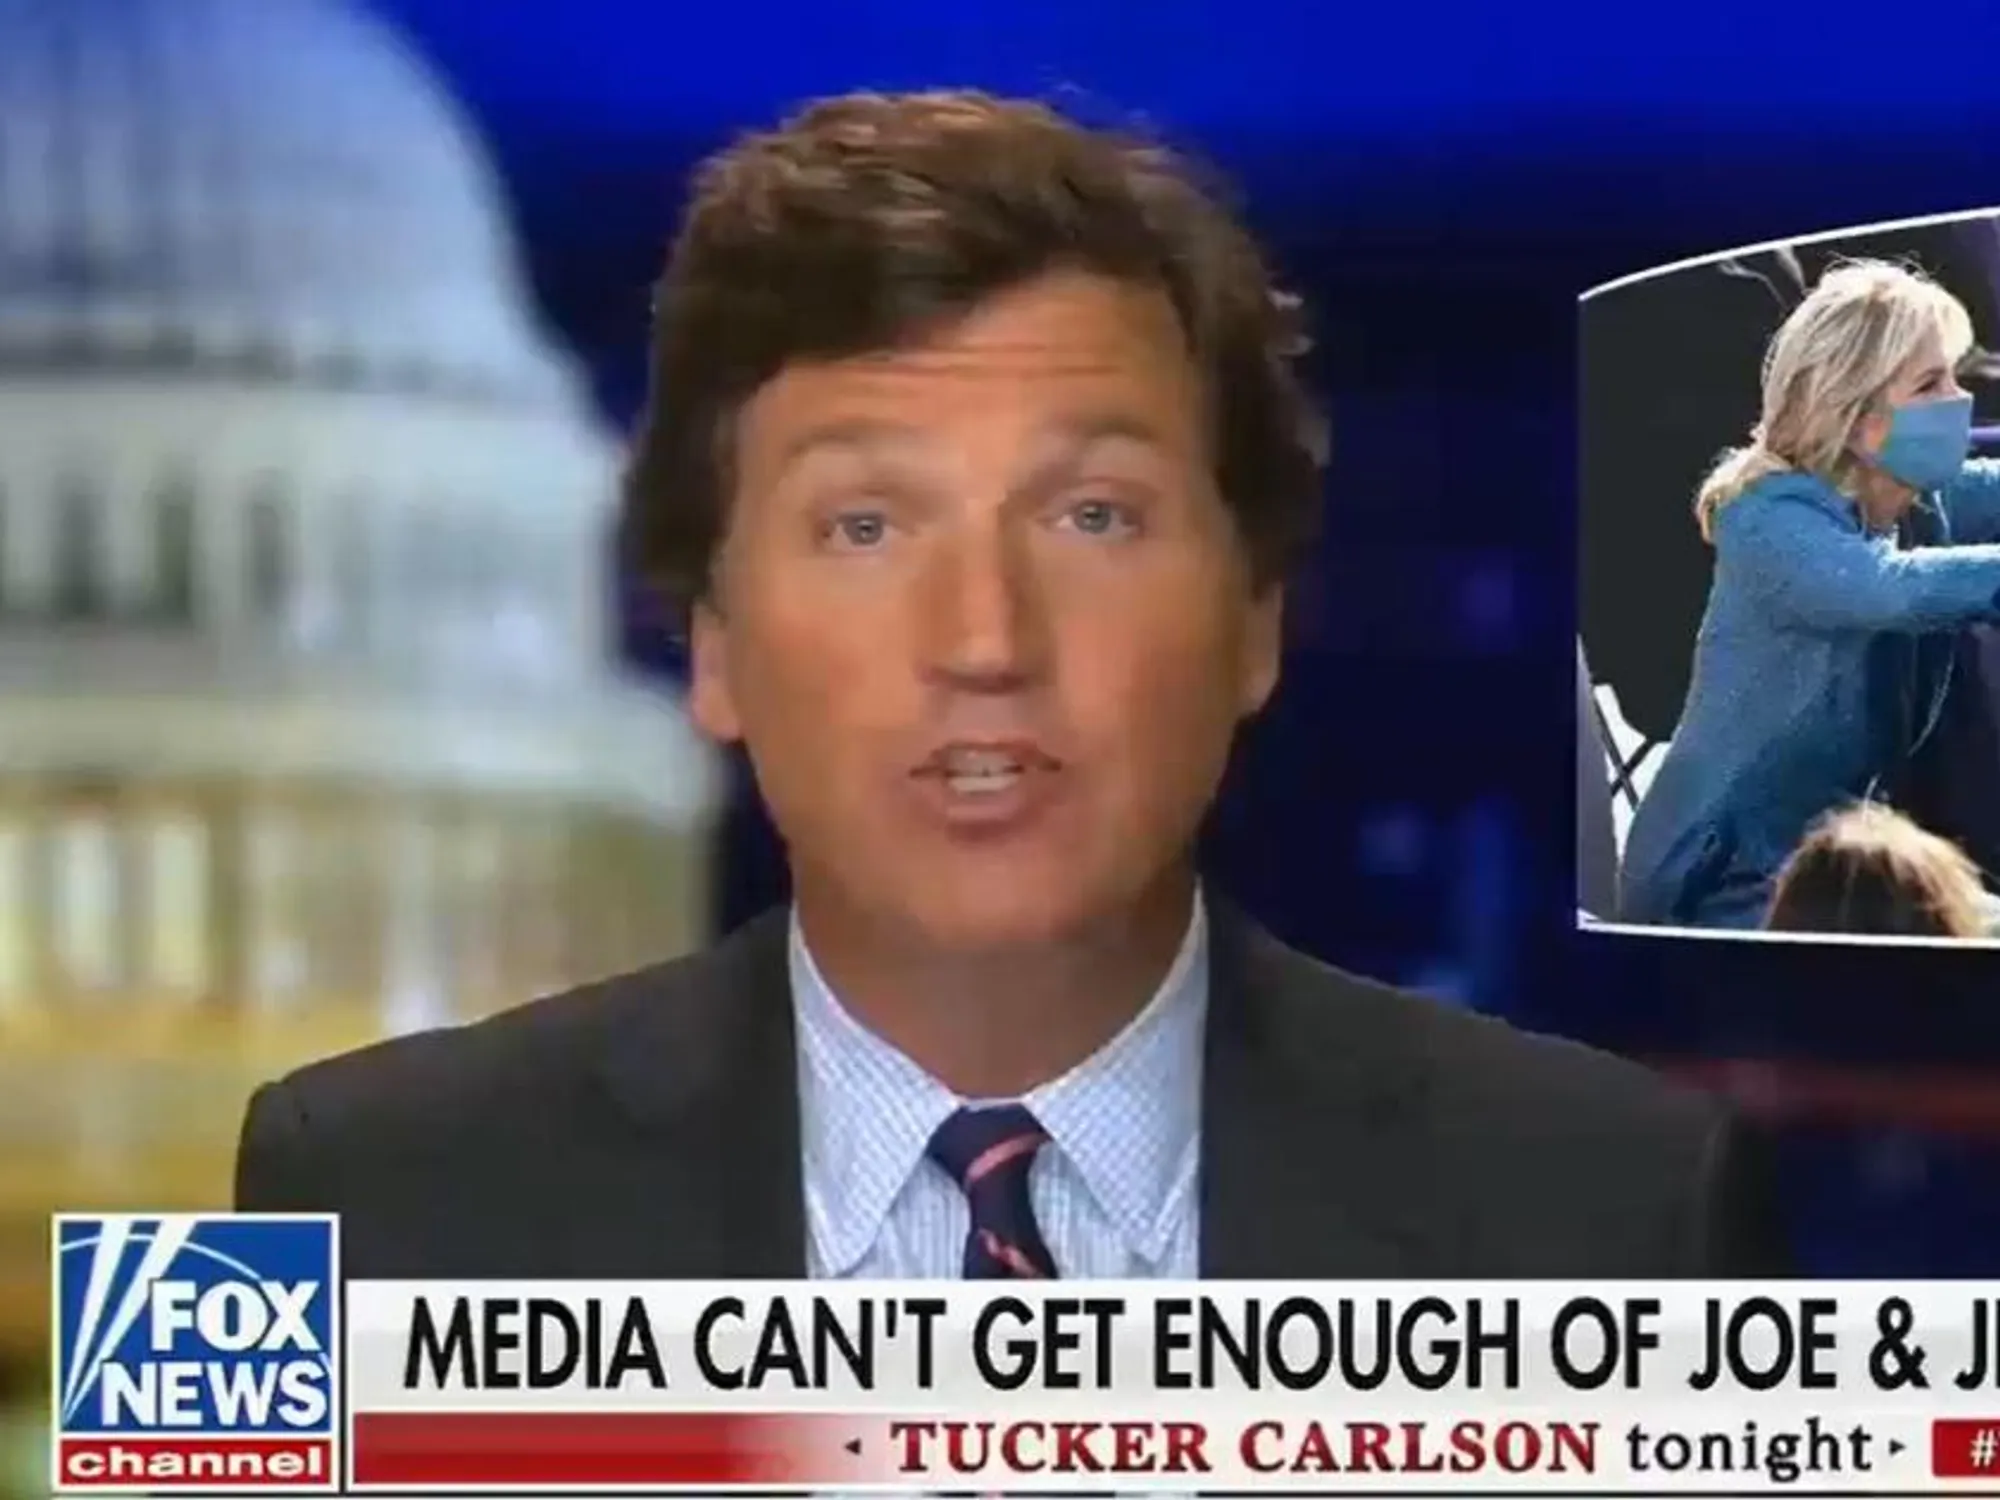 FOX
NEWS
channel
MEDIA CAN'T GET ENOUGH OF JOE &
TUCKER CARLSON tonight
#